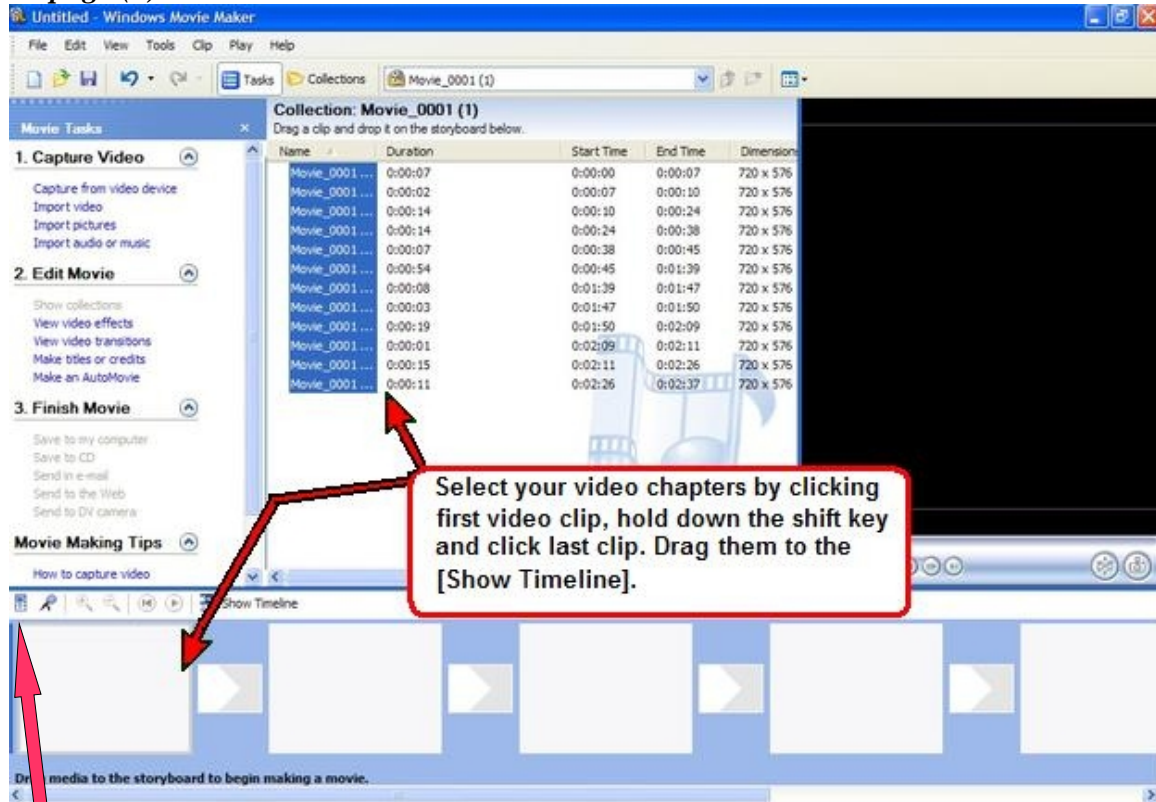 Untitled - Windows Movie Maker
File Edit View Tools Clip Play Help
Tasks Collections Movie_0001 (1)
Movie Tasks
Collection: Movie_0001 (1)
Drag a clip and drop it on the storyboard below.
Name Duration Start Time End Time Dimension
Movie_0001 ... 0:00:07 0:00:00 0:00:07 720 x 576
Movie_0001 ... 0:00:02 0:00:07 0:00:10 720 x 576
Movie_0001 ... 0:00:14 0:00:10 0:00:24 720 x 576
Movie_0001 ... 0:00:14 0:00:24 0:00:38 720 x 576
Movie_0001 ... 0:00:07 0:00:38 0:00:45 720 x 576
Movie_0001 ... 0:00:54 0:00:45 0:01:39 720 x 576
Movie_0001 ... 0:00:08 0:01:39 0:01:47 720 x 576
Movie_0001 ... 0:00:03 0:01:47 0:01:50 720 x 576
Movie_0001 ... 0:00:19 0:01:50 0:02:09 720 x 576
Movie_0001 ... 0:00:01 0:02:09 0:02:11 720 x 576
Movie_0001 ... 0:00:15 0:02:11 0:02:26 720 x 576
Movie_0001 ... 0:00:11 0:02:26 0:02:37 720 x 576
1. Capture Video
Capture from video device
Import video
Import pictures
Import audio or music
2. Edit Movie
Show collections
View video effects
View video transitions
Make titles or credits
Make an AutoMovie
3. Finish Movie
Save to my computer
Save to CD
Send in e-mail
Send to the Web
Send to DV camera
Movie Making Tips
How to capture video
Select your video chapters by clicking
first video clip, hold down the shift key
and click last clip. Drag them to the
[Show Timeline].
Show Timeline
media to the storyboard to begin making a movie.